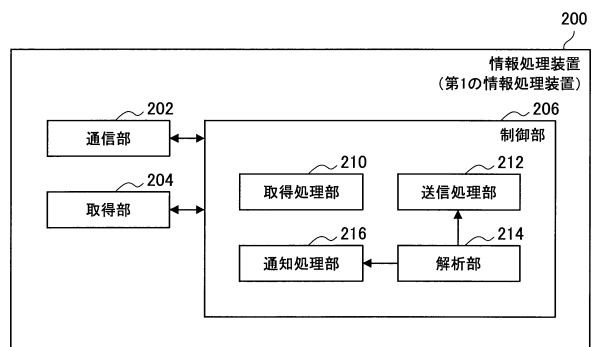 200
情報処理装置
(第1の情報処理装置)
202
通信部
206
制御部
204
取得部
210
取得処理部
212
送信処理部
216
通知処理部
214
解析部